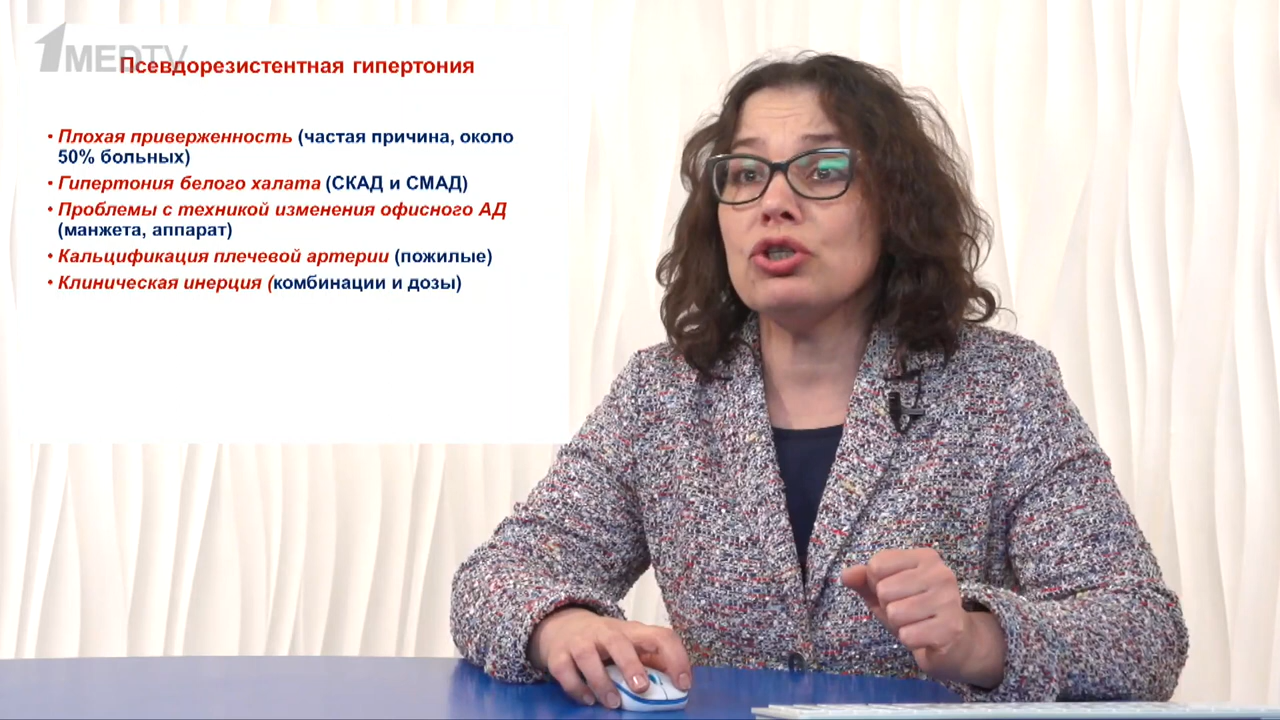 1MEDTV
Псевдорезистентная гипертония
• Плохая приверженность (частая причина, около
50% больных)
• Гипертония белого халата (СКАД и СМАД)
• Проблемы с техникой изменения офисного АД
(манжета, аппарат)
• Кальцификация плечевой артерии (пожилые)
• Клиническая инерция (комбинации и дозы)